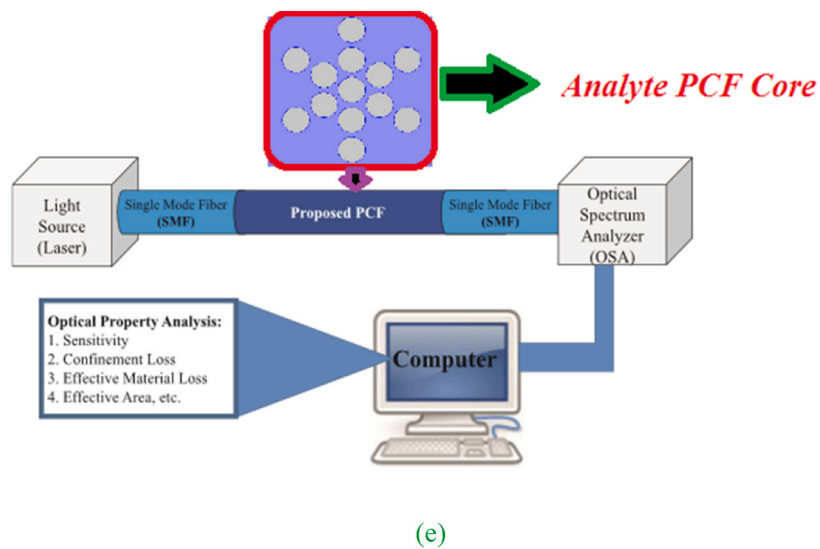 Analyte PCF Core
Light
Source
(Laser)
Single Mode Fiber
(SMF)
Proposed PCF
Single Mode Fiber
(SMF)
Optical
Spectrum
Analyzer
(OSA)
Optical Property Analysis:
1. Sensitivity
2. Confinement Loss
3. Effective Material Loss
4. Effective Area, etc.
Computer
(e)